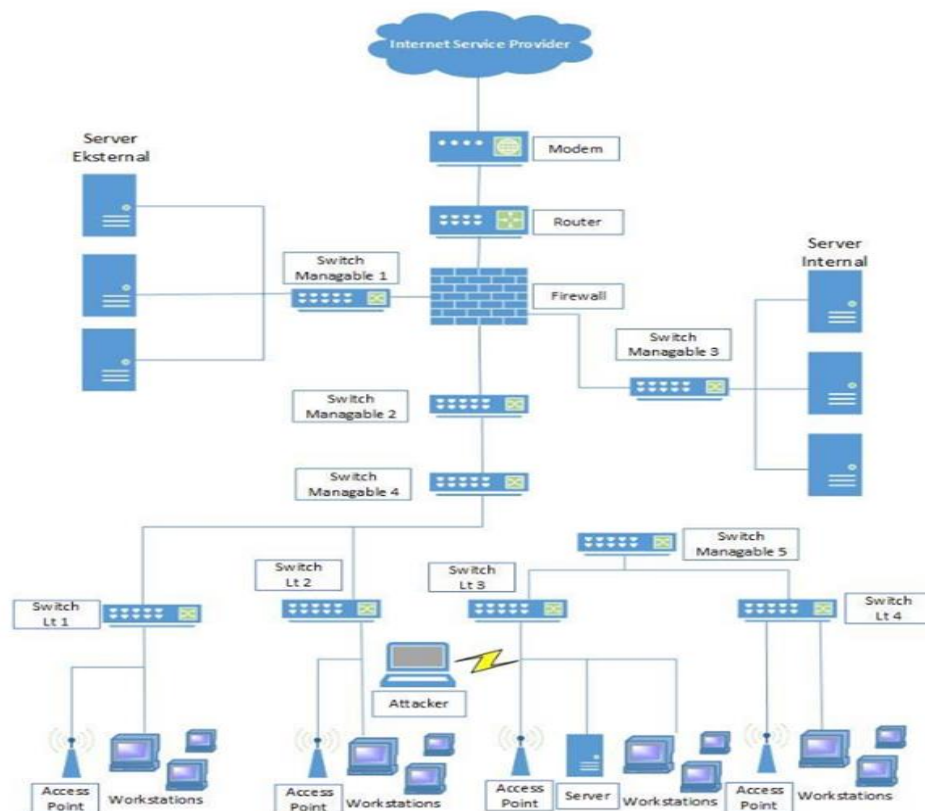 Internet Service Provider
Server
Eksternal
Modem
Router
Switch
Managable 1
Firewall
Server
Internal
Switch
Managable 3
Switch
Managable 2
Switch
Managable 4
Switch
Managable 5
Switch
Lt 1
Switch
Lt 2
Switch
Lt 3
Switch
Lt 4
Attacker
Access
Point
Workstations
Access
Point
Workstations
Access
Point
Server
Workstations
Access
Point
Workstations